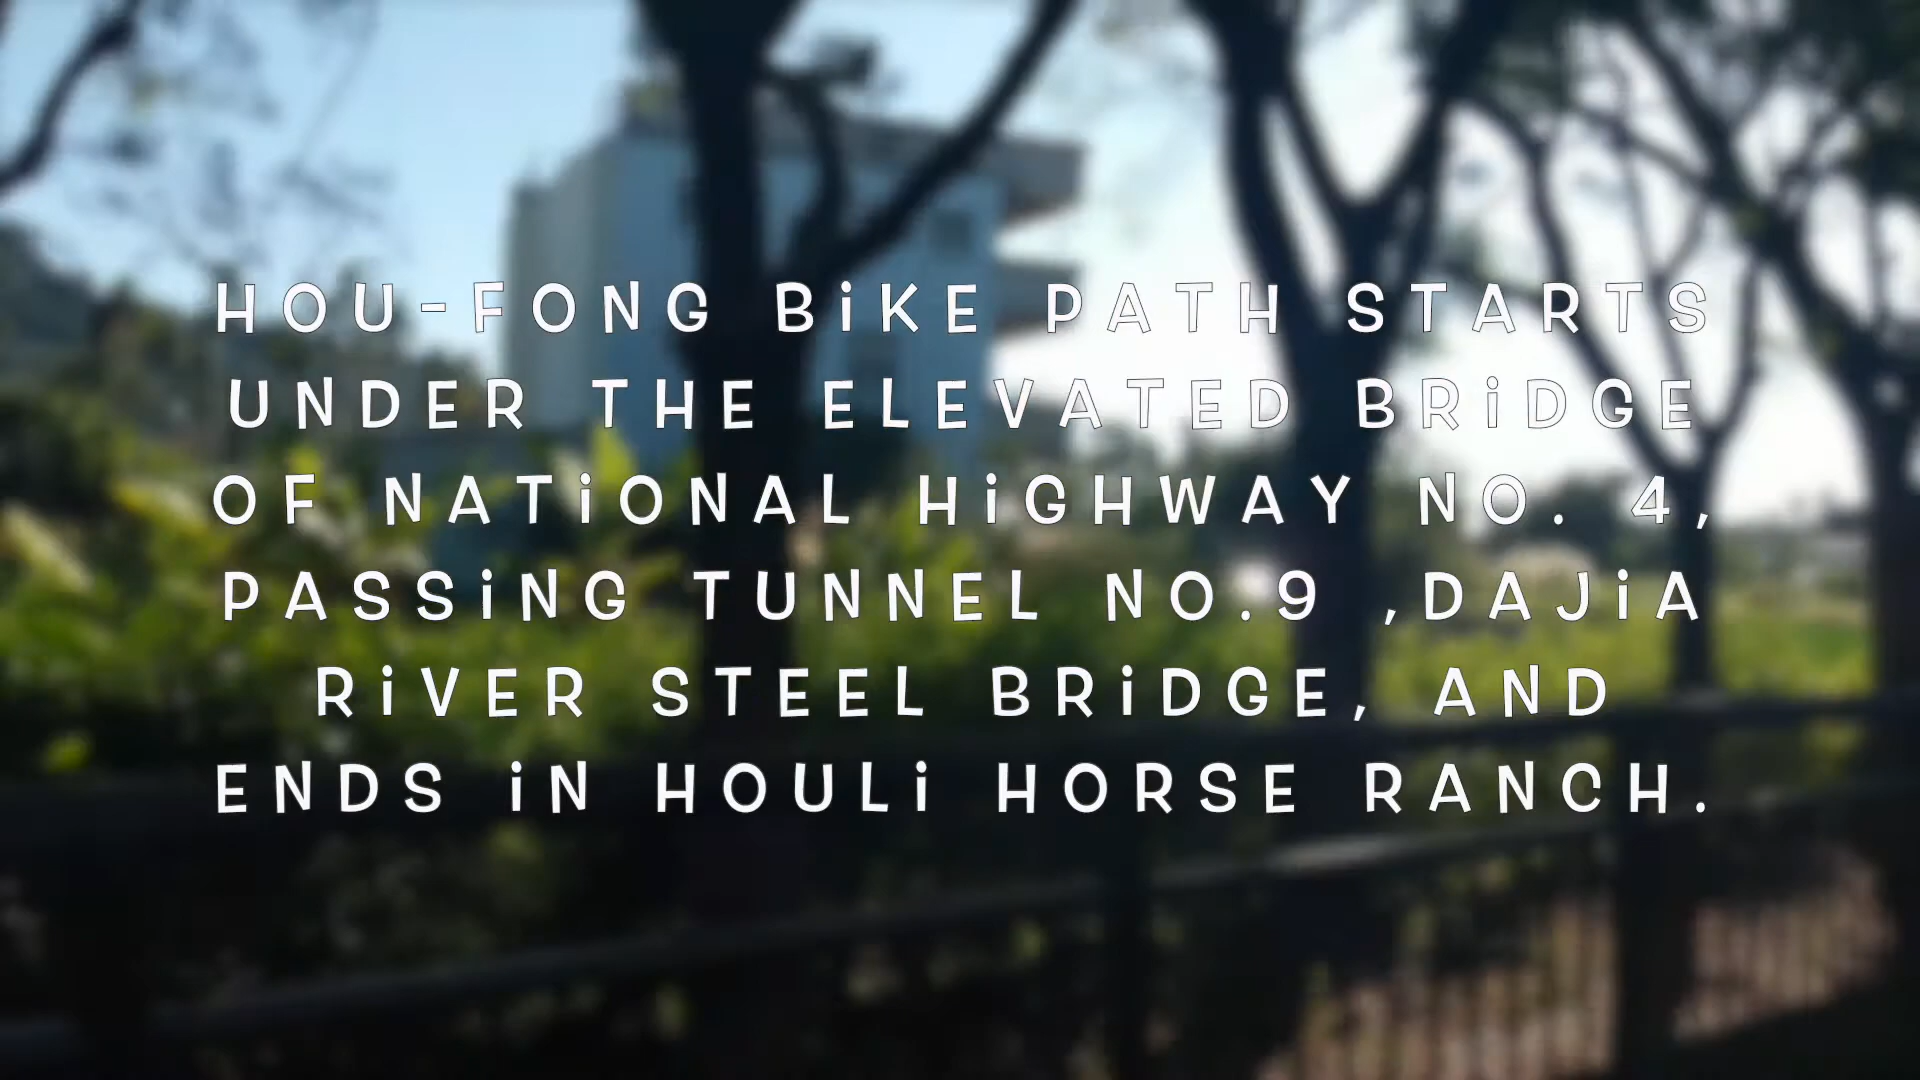 HOU-FONG BiKE PATH STARTS
UNDER THE ELEVATED BRiDGE
OF NATiONAL HiGHWAY NO. 4,
PASSiNG TUNNEL NO.9 ,DAJiA
RiVER STEEL BRiDGE, AND
ENDS iN HOULi HORSE RANCH.